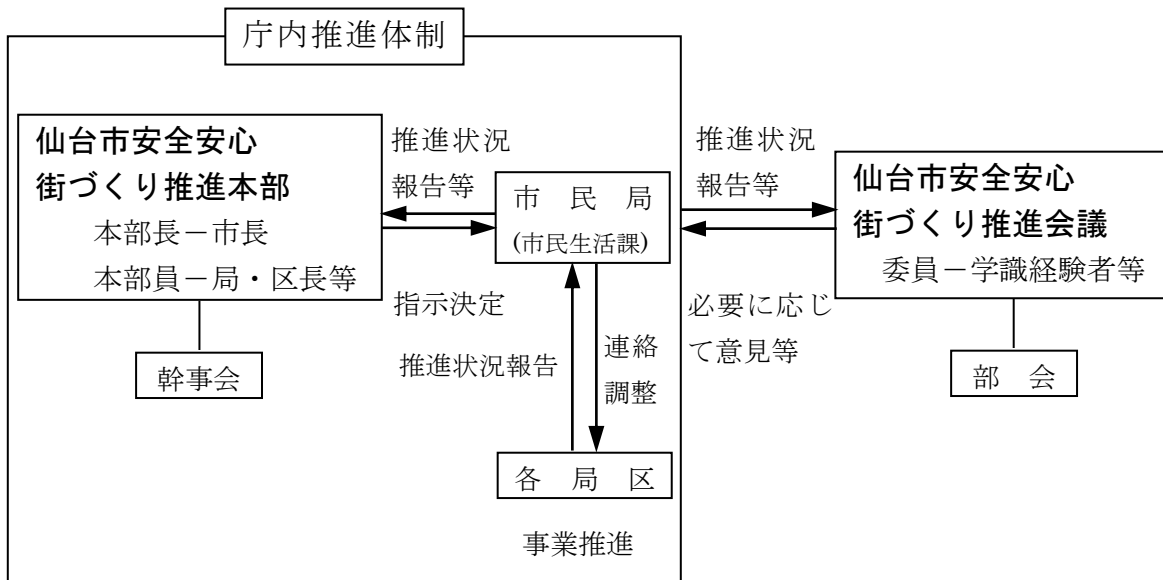 庁内推進体制
仙台市安全安心
街づくり推進本部
本部長－市長
本部員－局・区長等
幹事会
推進状況
報告等
指示決定
市　民　局
(市民生活課)
推進状況報告
連絡
調整
各　局　区
事業推進
推進状況
報告等
必要に応じ
て意見等
仙台市安全安心
街づくり推進会議
委員－学識経験者等
部　会